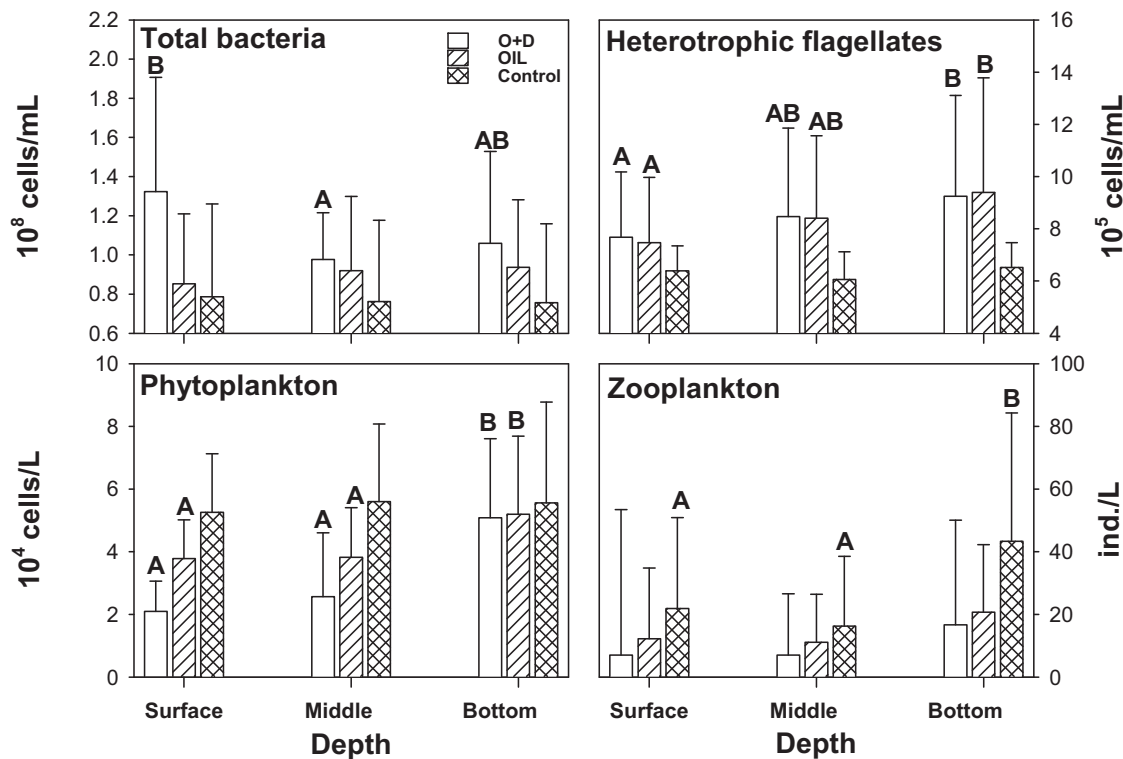 Total bacteria
O+D
OIL
Control
Heterotrophic flagellates
2.2
2.0
1.8
1.6
1.4
1.2
1.0
0.8
0.6
10⁸ cells/mL
B
A
AB
16
14
12
10
8
6
4
10⁵ cells/mL
A
A
AB
AB
B
B
Phytoplankton
10
8
6
4
2
0
10⁴ cells/L
A
A
A
A
B
B
Zooplankton
100
80
60
40
20
0
ind./L
A
A
B
Surface
Middle
Bottom
Depth
Surface
Middle
Bottom
Depth